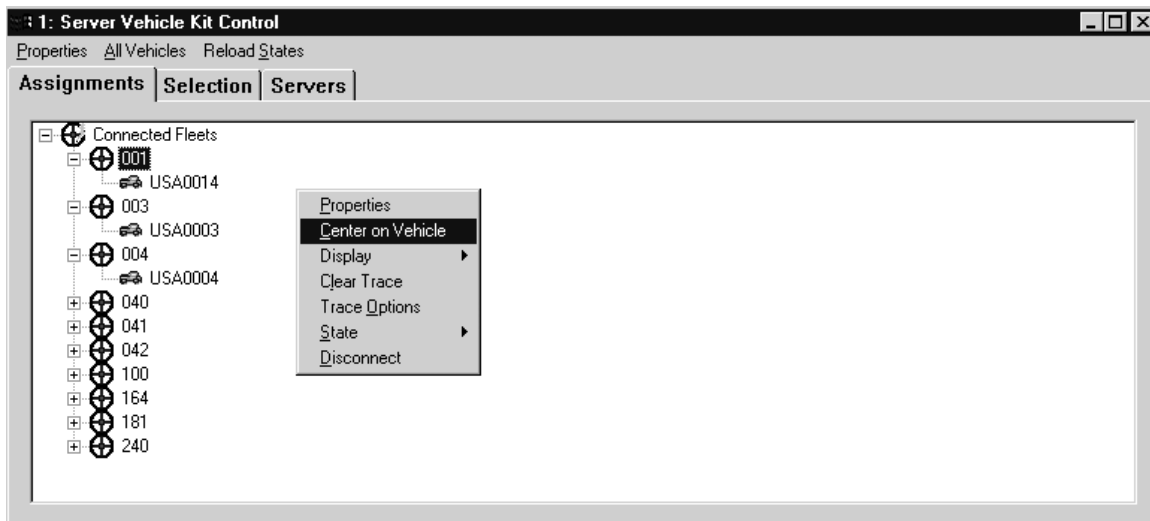 1: Server Vehicle Kit Control
Properties All Vehicles Reload States
Assignments Selection Servers
Connected Fleets
001
USA0014
003
USA0003
004
USA0004
040
041
042
100
164
181
240
Properties
Center on Vehicle
Display
Clear Trace
Trace Options
State
Disconnect